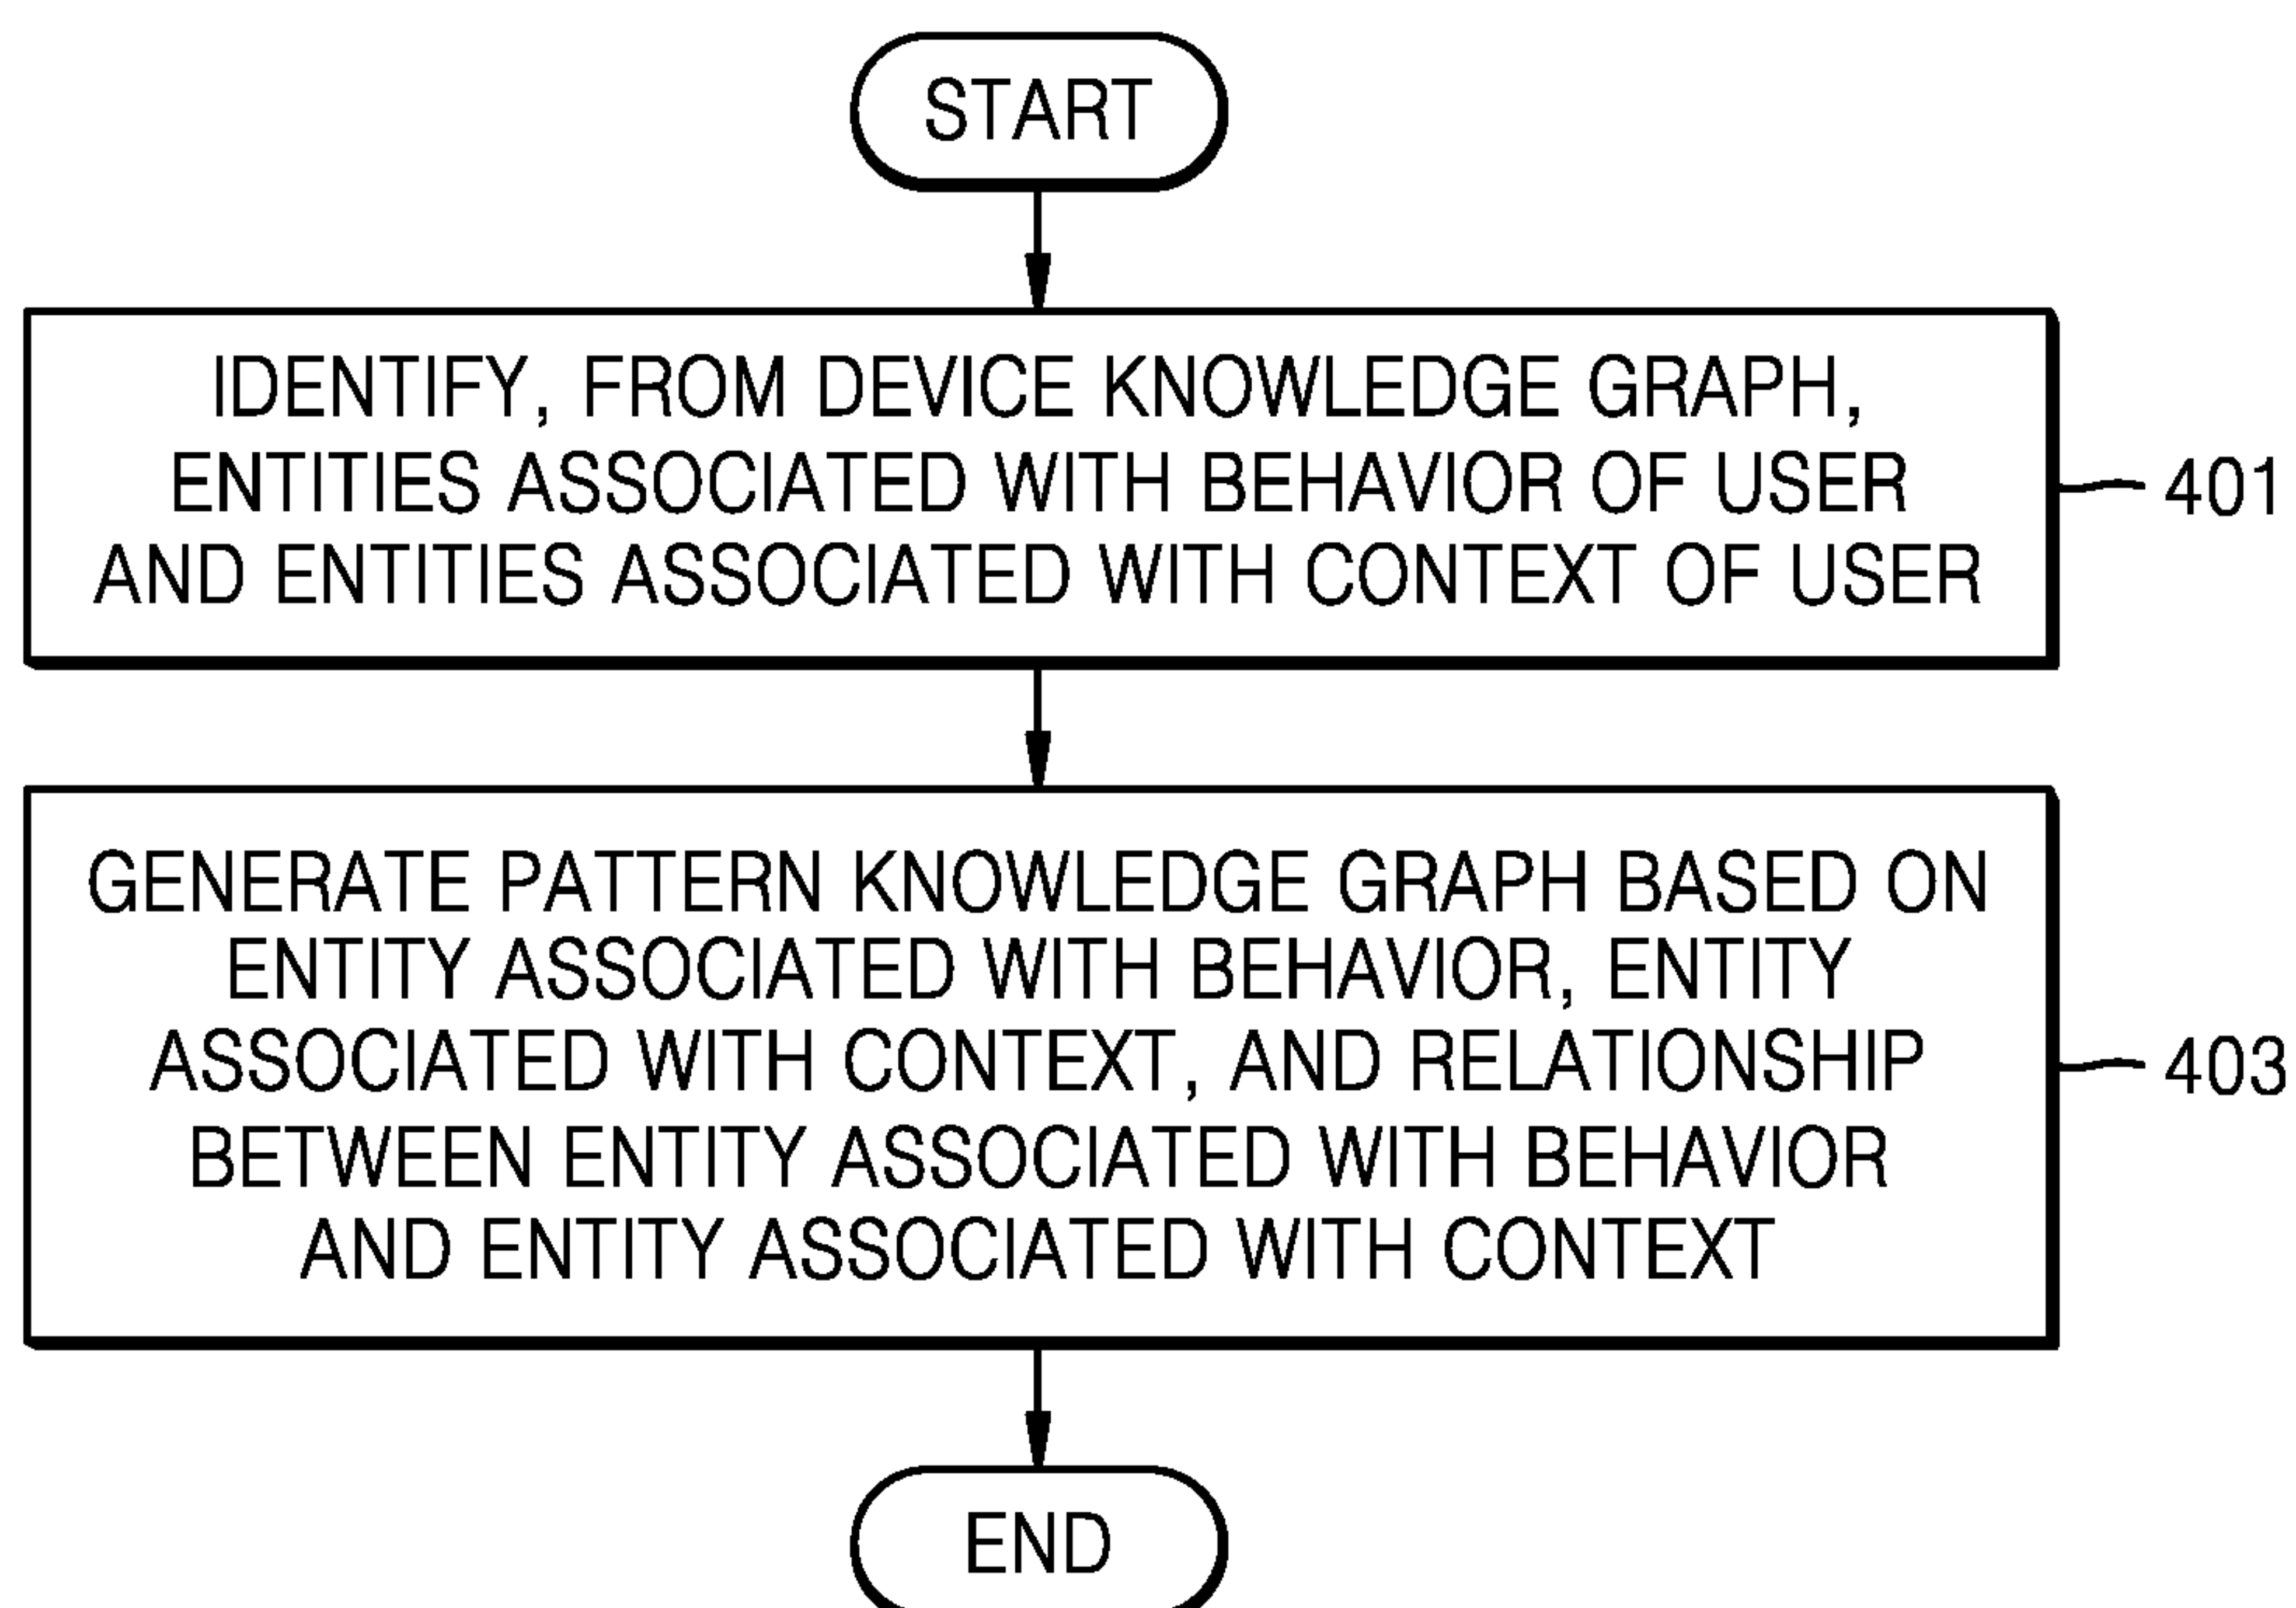 START
IDENTIFY, FROM DEVICE KNOWLEDGE GRAPH,
ENTITIES ASSOCIATED WITH BEHAVIOR OF USER
AND ENTITIES ASSOCIATED WITH CONTEXT OF USER
401
GENERATE PATTERN KNOWLEDGE GRAPH BASED ON
ENTITY ASSOCIATED WITH BEHAVIOR, ENTITY
ASSOCIATED WITH CONTEXT, AND RELATIONSHIP
BETWEEN ENTITY ASSOCIATED WITH BEHAVIOR
AND ENTITY ASSOCIATED WITH CONTEXT
403
END